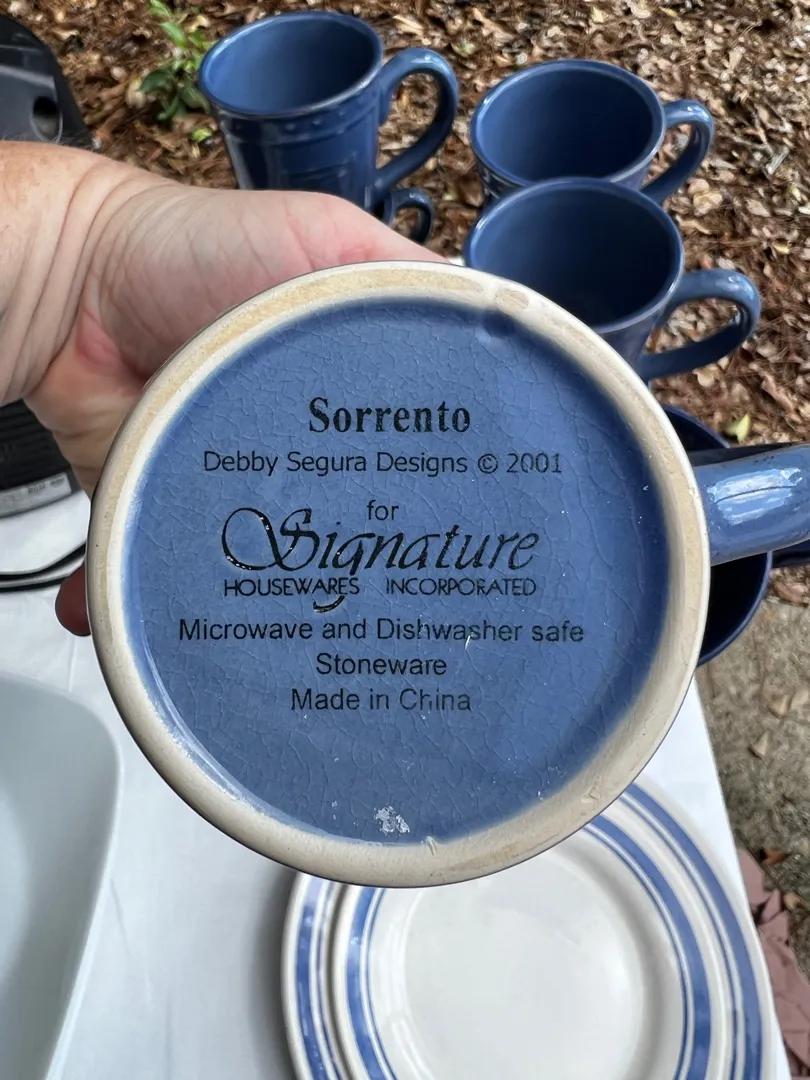 Sorrento
Debby Segura Designs © 2001
for
Signature
HOUSEWARES INCORPORATED
Microwave and Dishwasher safe
Stoneware
Made in China